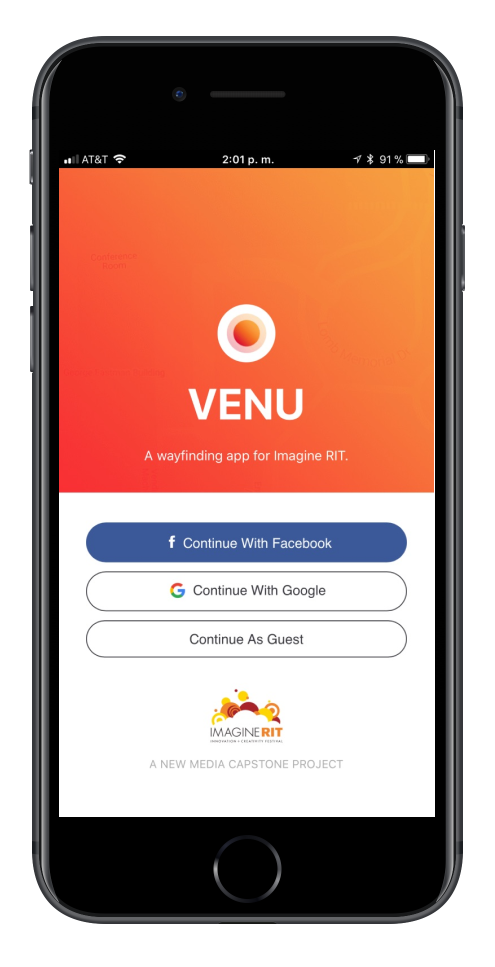 AT&T 2:01 p. m. 91 %
Conference
Room
VENU
A wayfinding app for Imagine RIT.
f Continue With Facebook
G Continue With Google
Continue As Guest
IMAGINE RIT
INNOVATION + CREATIVITY FESTIVAL
A NEW MEDIA CAPSTONE PROJECT